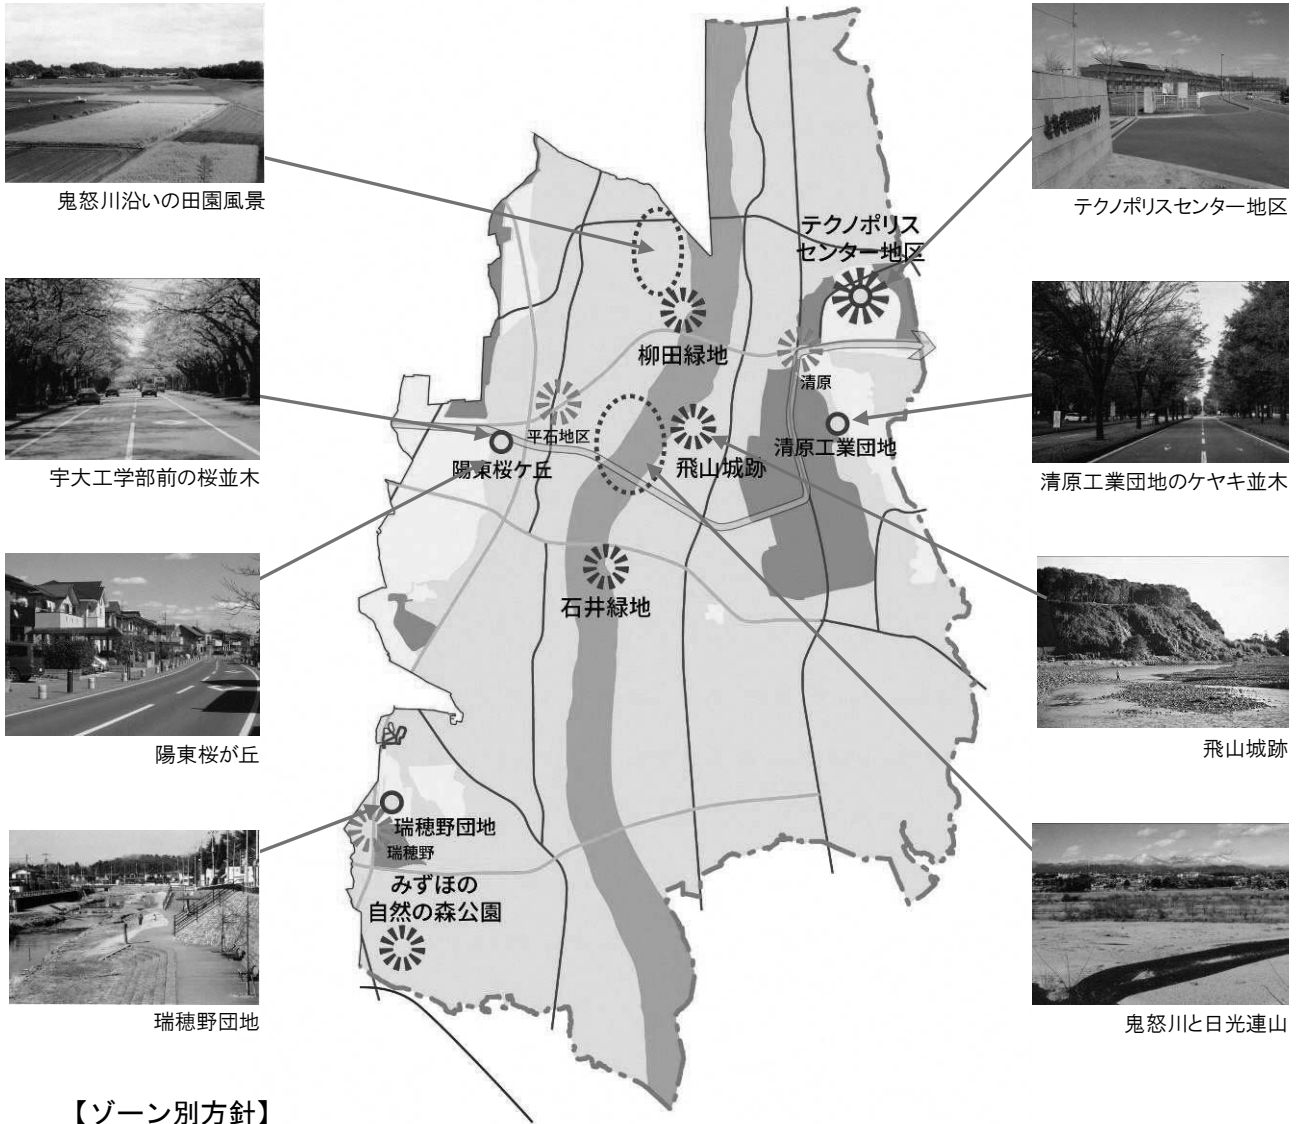 鬼怒川沿いの田園風景
宇大工学部前の桜並木
陽東桜が丘
瑞穂野団地
テクノポリス
センター地区
柳田緑地
清原
平石地区
陽東桜ケ丘
飛山城跡
清原工業団地
石井緑地
瑞穂野団地
瑞穂野
みずほの
自然の森公園
テクノポリスセンター地区
清原工業団地のケヤキ並木
飛山城跡
鬼怒川と日光連山
【ゾーン別方針】